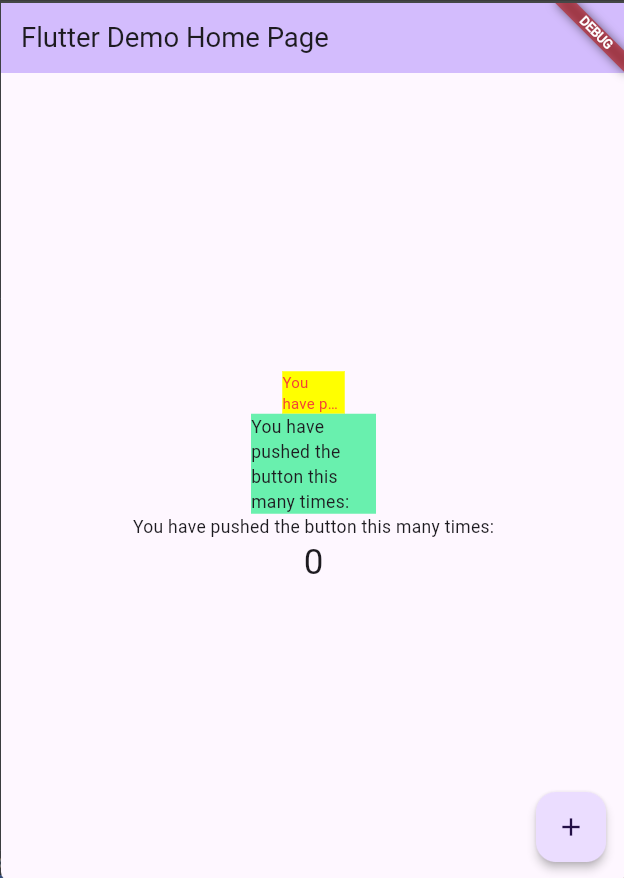 Flutter Demo Home Page
DEBUG
You
have p…
You have
pushed the
button this
many times:
You have pushed the button this many times:
0
+